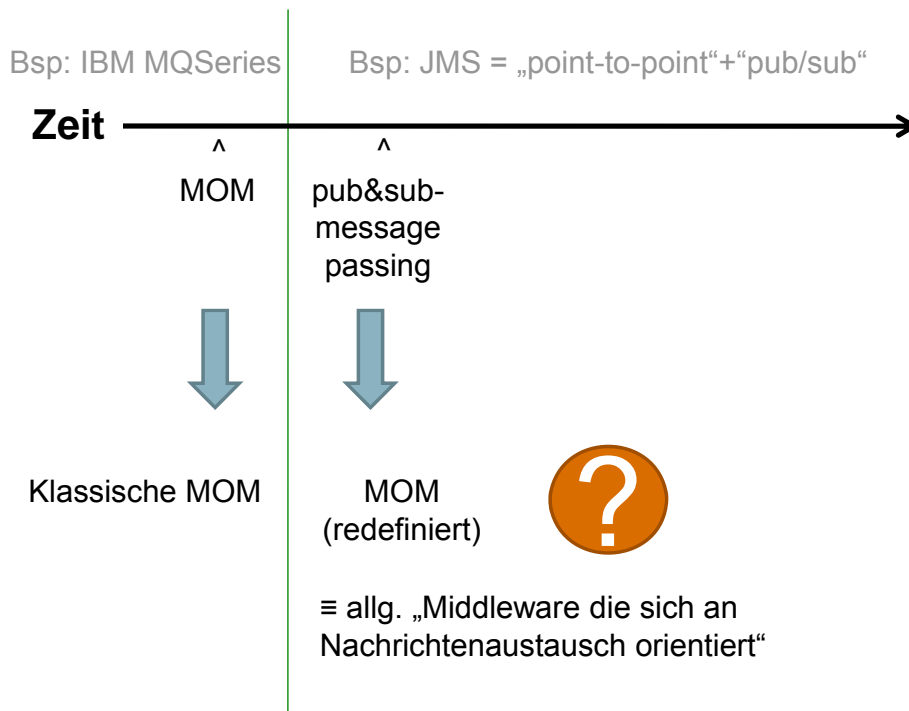 Bsp: IBM MQSeries
Bsp: JMS = „point-to-point“+“pub/sub“
Zeit
^
^
MOM
pub&sub-
message
passing
Klassische MOM
MOM
(redefiniert)
?
≡ allg. „Middleware die sich an
Nachrichtenaustausch orientiert“